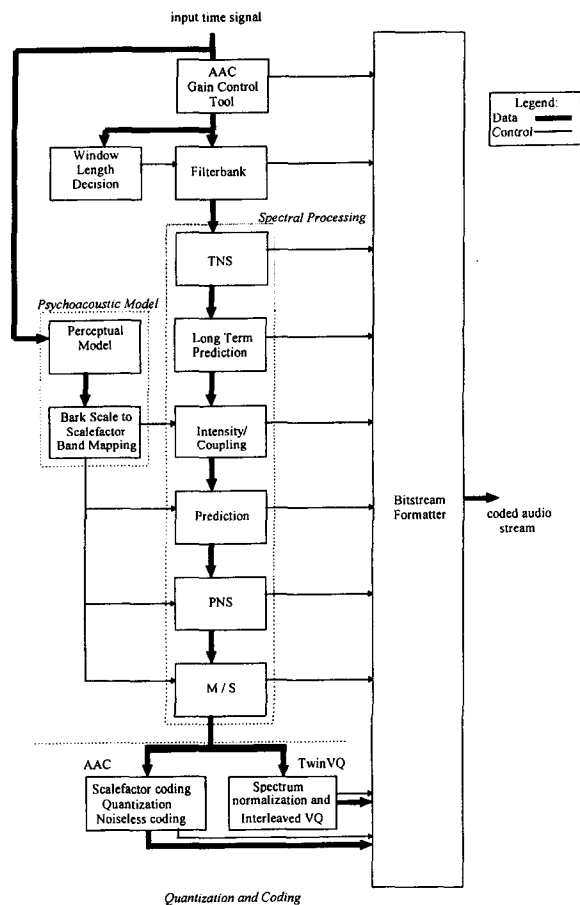 input time signal
AAC
Gain Control
Tool
Legend:
Data
Control
Window
Length
Decision
Filterbank
Spectral Processing
TNS
Psychoacoustic Model
Perceptual
Model
Long Term
Prediction
Bark Scale to
Scalefactor
Band Mapping
Intensity/
Coupling
Prediction
Bitstream
Formatter
coded audio
stream
PNS
M / S
AAC
TwinVQ
Scalefactor coding
Quantization
Noiseless coding
Spectrum
normalization and
Interleaved VQ
Quantization and Coding